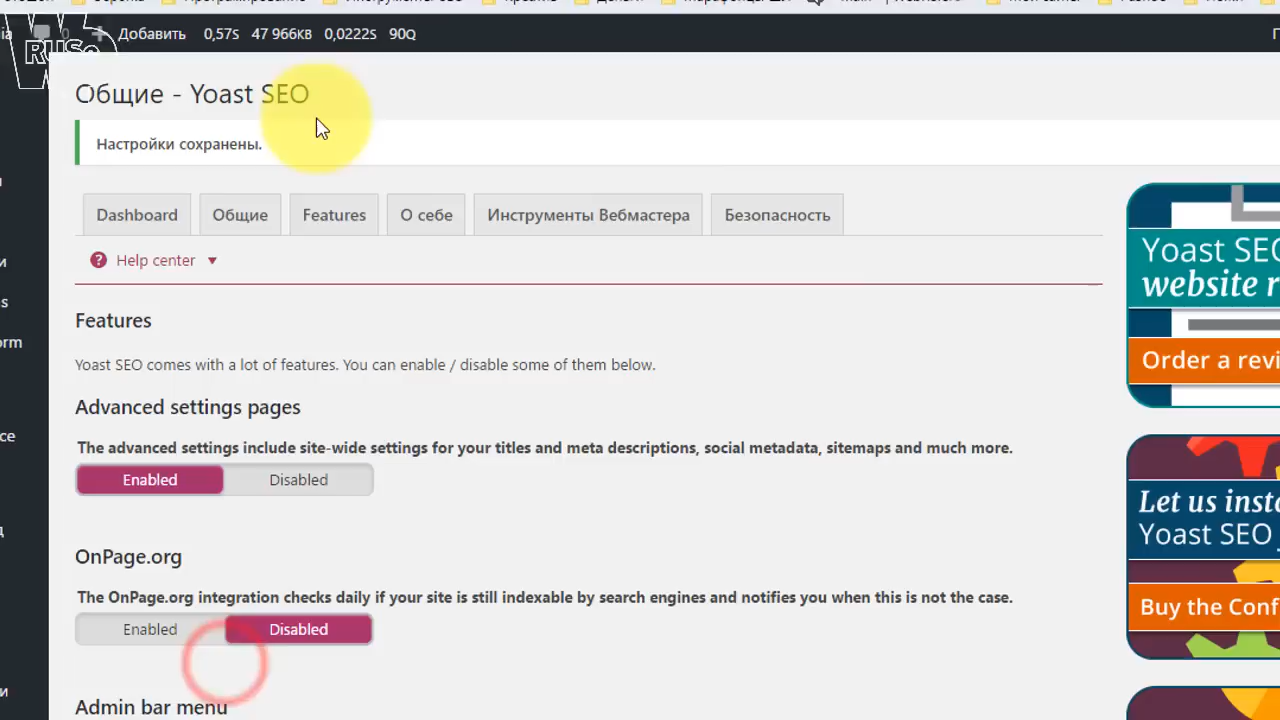 Добавить 0,57s 47 966кв 0,0222s 90Q
RUSo
Общие - Yoast SEO
Настройки сохранены.
Dashboard Общие Features О себе Инструменты Вебмастера Безопасность
Help center
Features
Yoast SEO comes with a lot of features. You can enable / disable some of them below.
Advanced settings pages
The advanced settings include site-wide settings for your titles and meta descriptions, social metadata, sitemaps and much more.
Enabled Disabled
OnPage.org
The OnPage.org integration checks daily if your site is still indexable by search engines and notifies you when this is not the case.
Enabled Disabled
Admin bar menu
Yoast SEO
website r
Order a revi
Let us insta
Yoast SEO
Buy the Conf